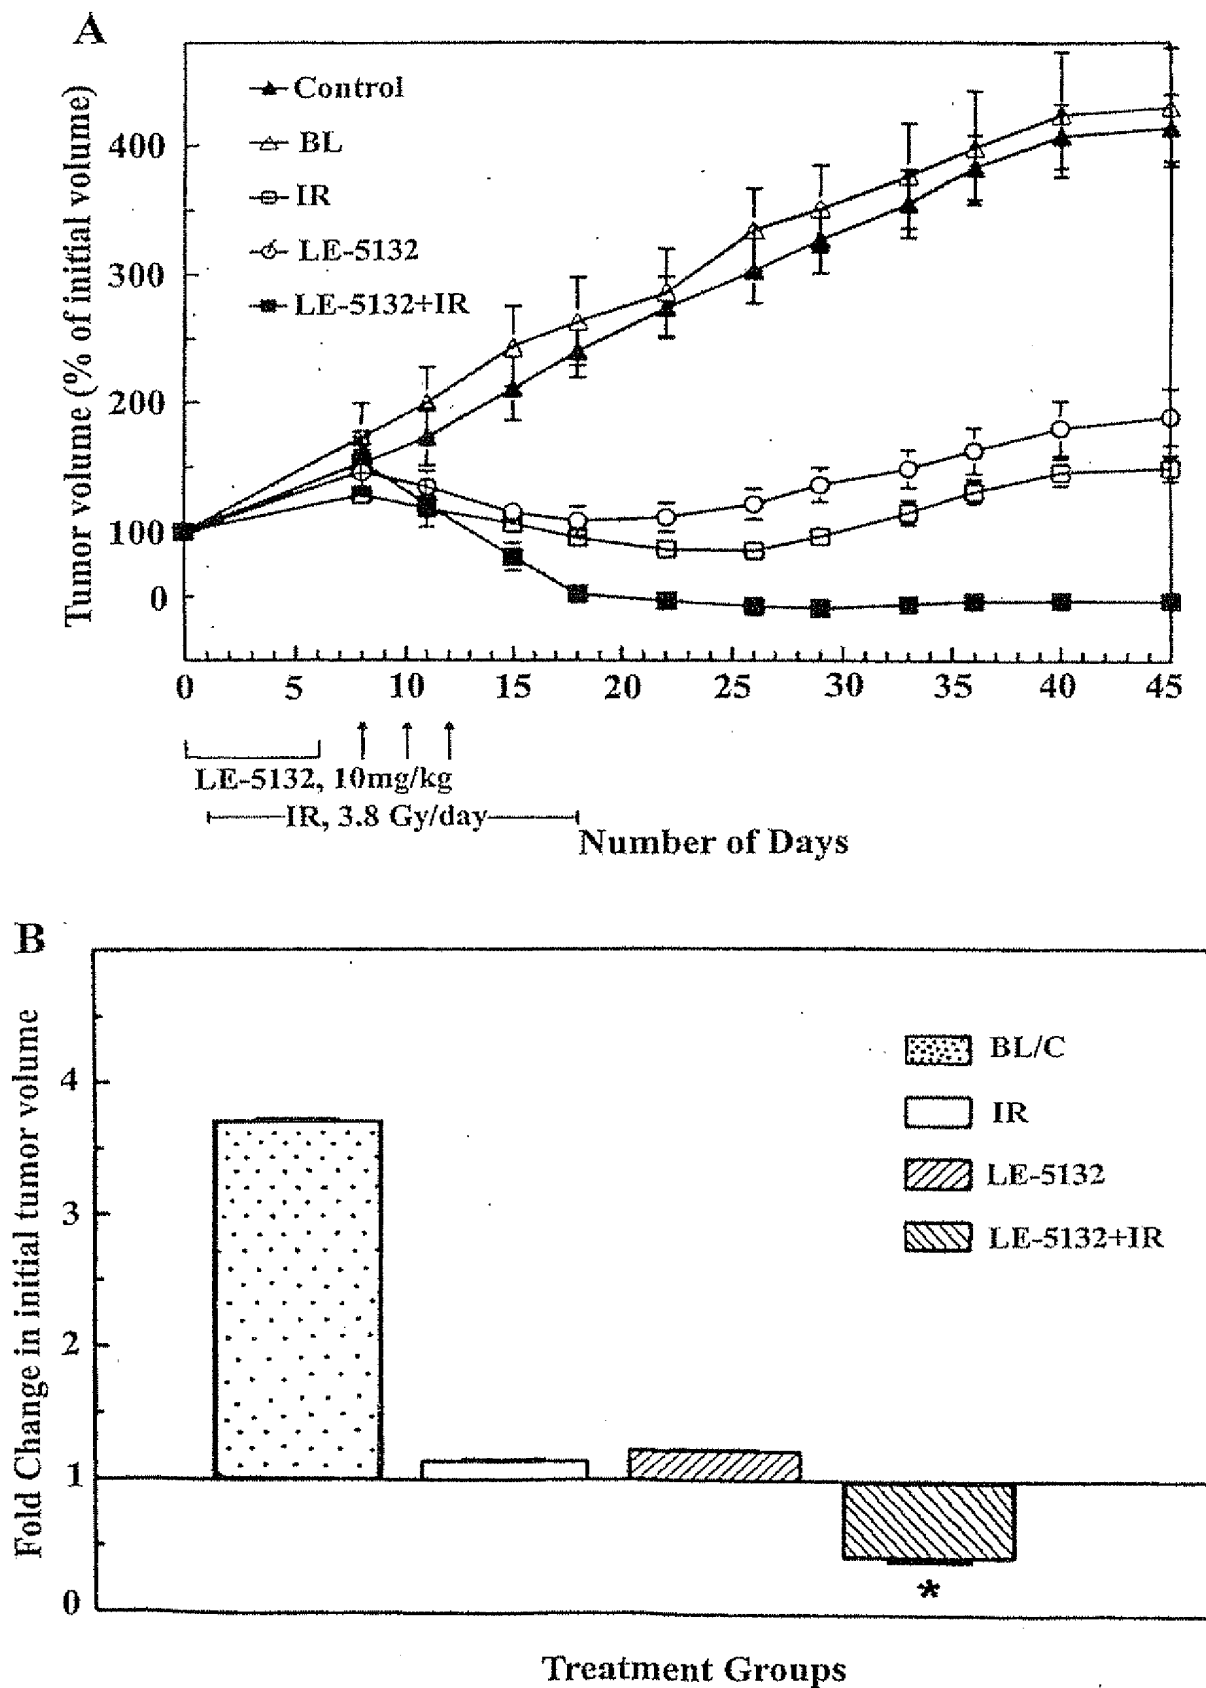 A
Tumor volume (% of initial volume)
400
300
200
100
0
Control
BL
IR
LE-5132
LE-5132+IR
0 5 10 15 20 25 30 35 40 45
LE-5132, 10mg/kg
IR, 3.8 Gy/day
Number of Days
B
Fold Change in initial tumor volume
4
3
2
1
0
BL/C
IR
LE-5132
LE-5132+IR
*
Treatment Groups